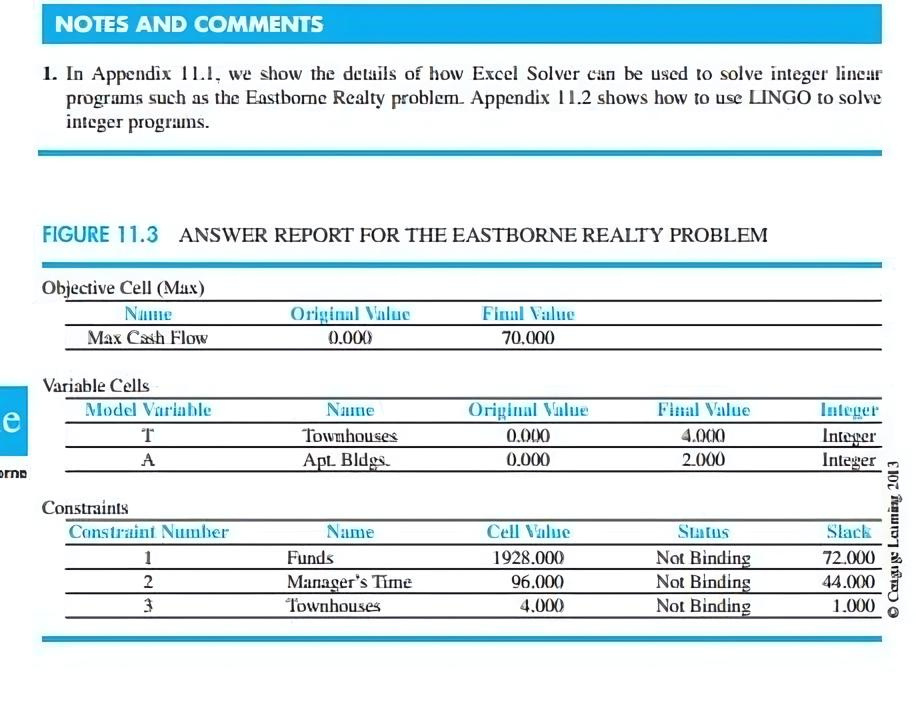 NOTES AND COMMENTS
1. In Appendix 11.1, we show the details of how Excel Solver can be used to solve integer linear
programs such as the Eastborne Realty problem. Appendix 11.2 shows how to use LINGO to solve
integer programs.
FIGURE 11.3 ANSWER REPORT FOR THE EASTBORNE REALTY PROBLEM
Objective Cell (Max)
Name Original Value Final Value
Max Cash Flow 0.000 70.000
Variable Cells
Model Variable Name Original Value Final Value Integer
T Townhouses 0.000 4.000 Integer
A Apt. Bldgs. 0.000 2.000 Integer
Constraints
Constraint Number Name Cell Value Status Slack
1 Funds 1928.000 Not Binding 72.000
2 Manager's Time 96.000 Not Binding 44.000
3 Townhouses 4.000 Not Binding 1.000
© Cengage Learning 2013
e
orne